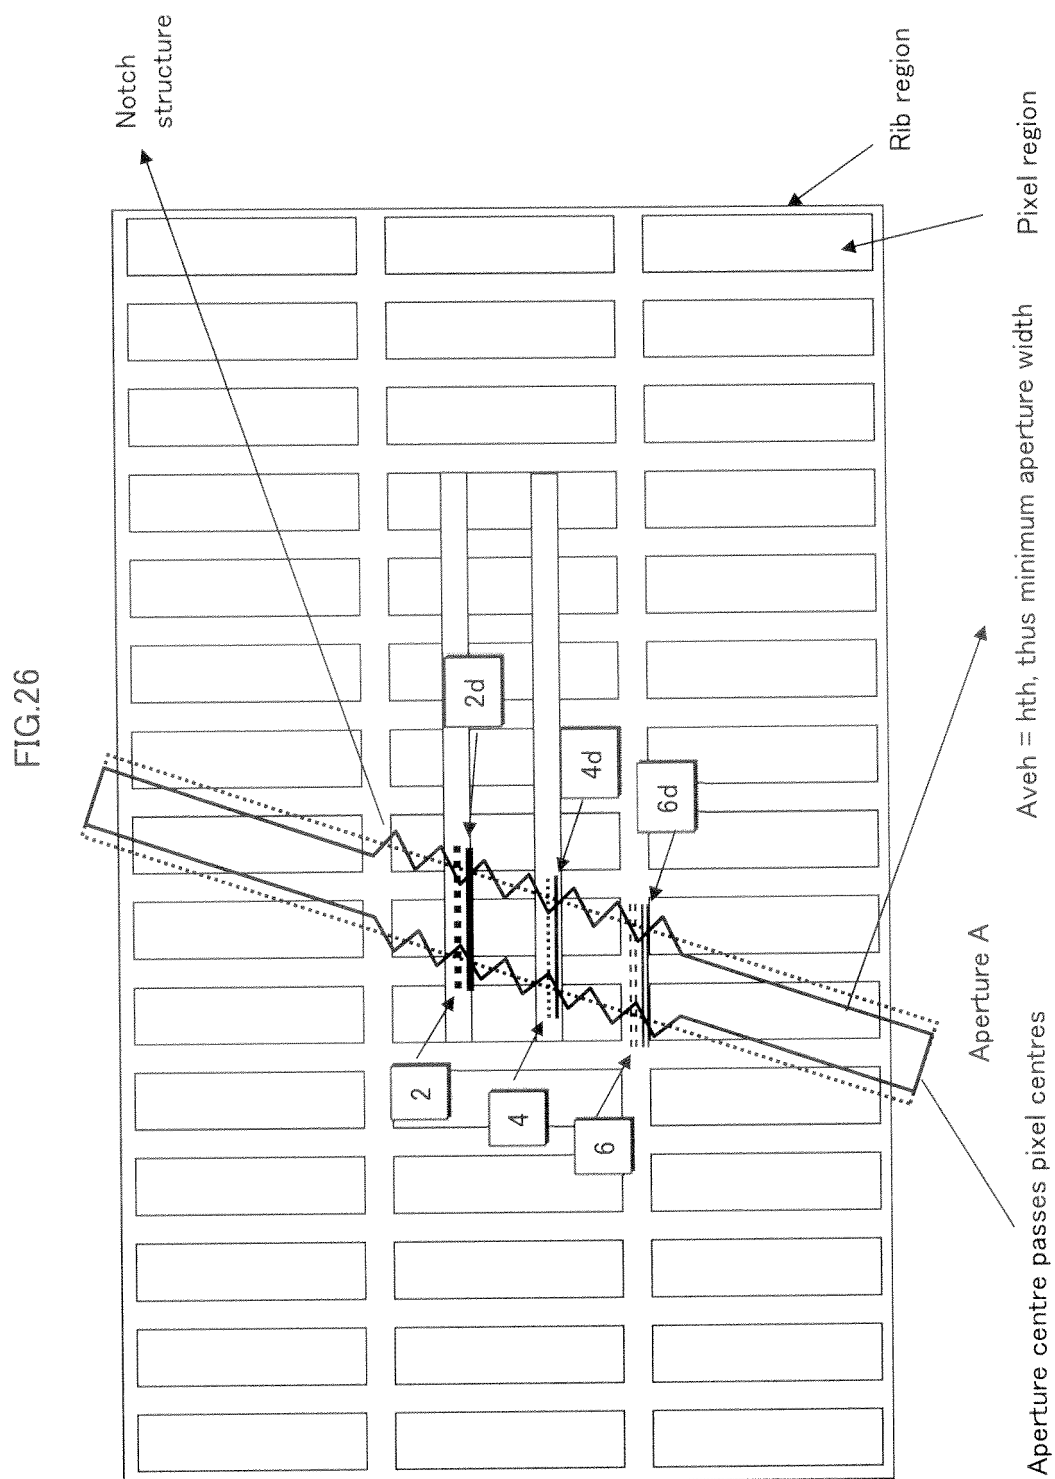 FIG.26
Notch
structure
Rib region
Pixel region
2d
4d
6d
2
4
6
Aveh = hth, thus minimum aperture width
Aperture A
Aperture centre passes pixel centres